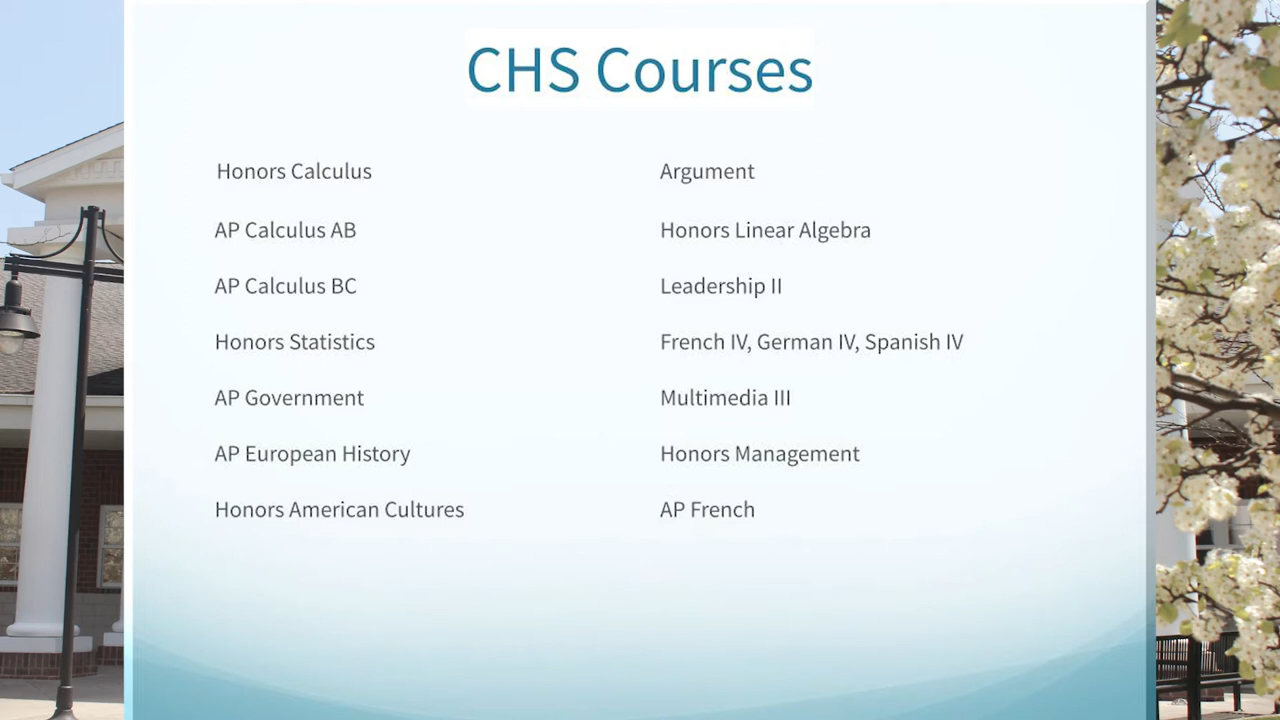 CHS Courses
Honors Calculus
AP Calculus AB
AP Calculus BC
Honors Statistics
AP Government
AP European History
Honors American Cultures
Argument
Honors Linear Algebra
Leadership II
French IV, German IV, Spanish IV
Multimedia III
Honors Management
AP French